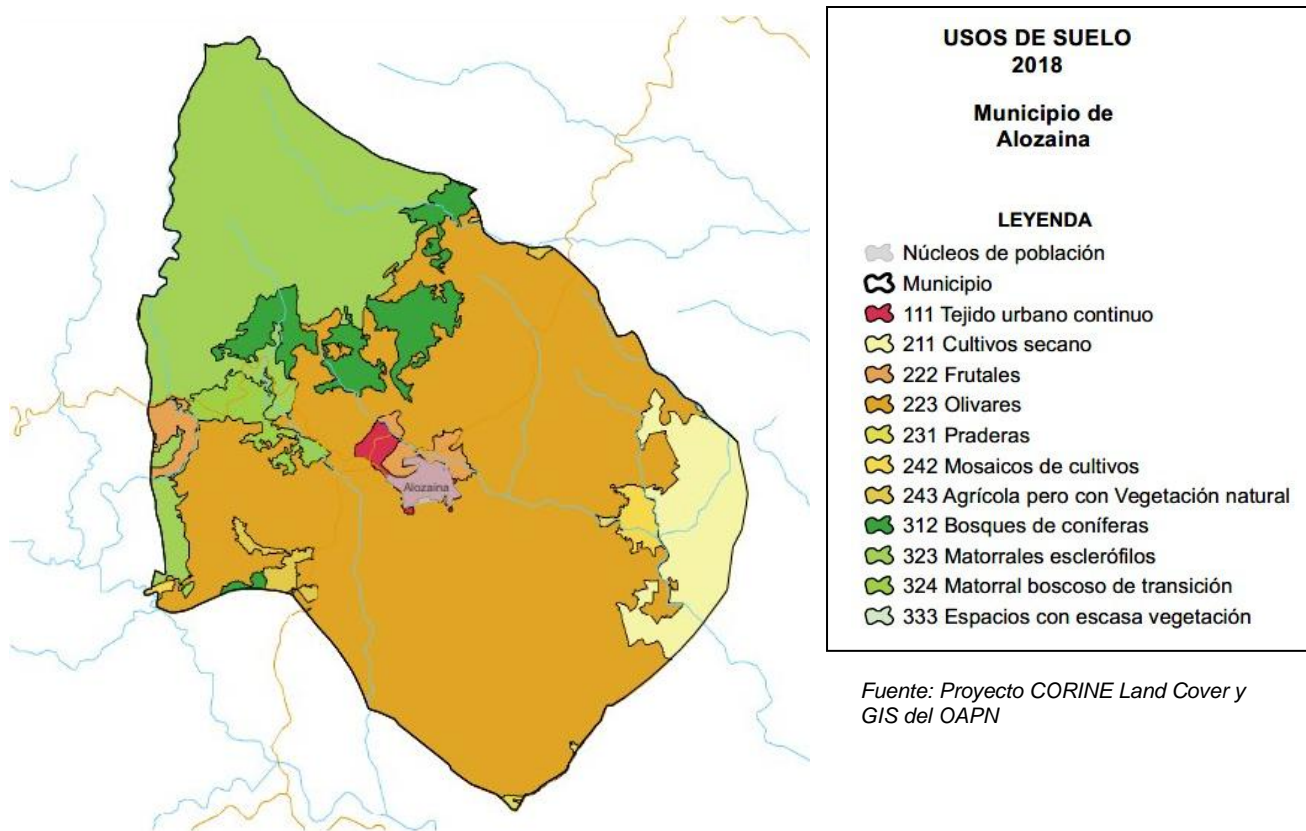 USOS DE SUELO
2018
Municipio de
Alozaina
LEYENDA
Núcleos de población
Municipio
111 Tejido urbano continuo
211 Cultivos secano
222 Frutales
223 Olivares
231 Praderas
242 Mosaicos de cultivos
243 Agrícola pero con Vegetación natural
312 Bosques de coníferas
323 Matorrales esclerófilos
324 Matorral boscoso de transición
333 Espacios con escasa vegetación
Alozaina
Fuente: Proyecto CORINE Land Cover y
GIS del OAPN